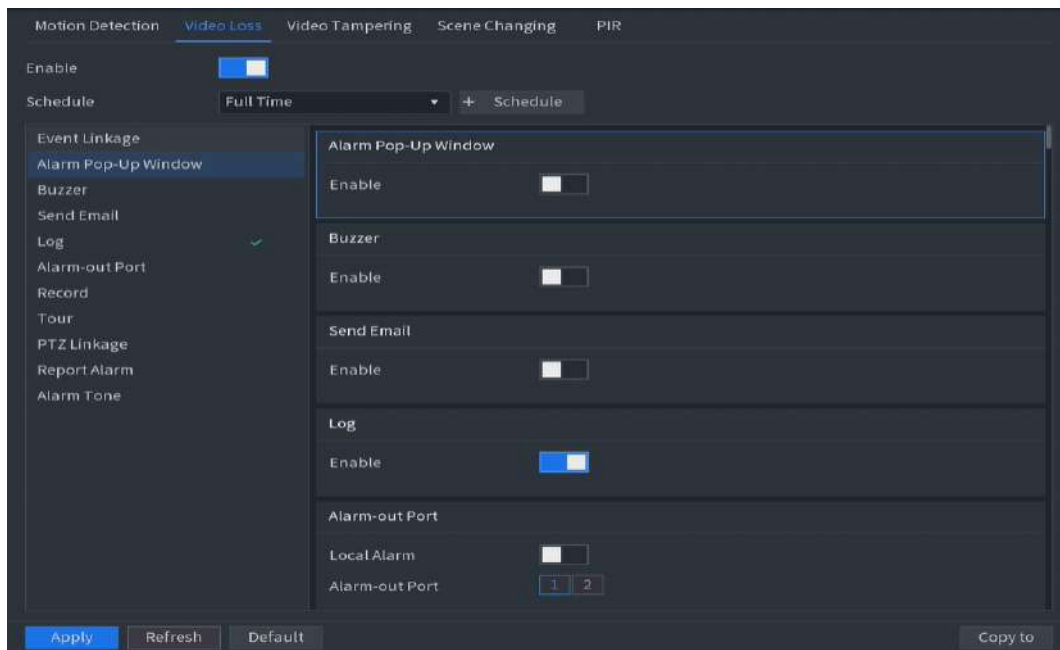 Motion Detection Video Loss Video Tampering Scene Changing PIR
Enable
Schedule Full Time + Schedule
Event Linkage
Alarm Pop-Up Window
Buzzer
Send Email
Log
Alarm-out Port
Record
Tour
PTZ Linkage
Report Alarm
Alarm Tone
Alarm Pop-Up Window
Enable
Buzzer
Enable
Send Email
Enable
Log
Enable
Alarm-out Port
Local Alarm
Alarm-out Port 1 2
Apply Refresh Default Copy to